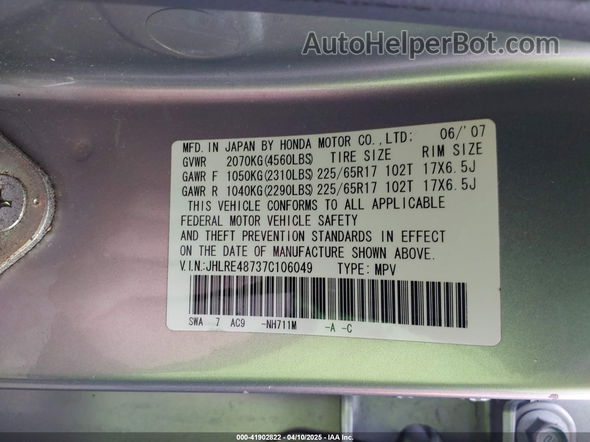 AutoHelperBot.com
MFD. IN JAPAN BY HONDA MOTOR CO.,LTD: 06/'07
GVWR 2070KG(4560LBS) TIRE SIZE RIM SIZE
GAWR F 1050KG(2310LBS) 225/65R17 102T 17X6.5J
GAWR R 1040KG(2290LBS) 225/65R17 102T 17X6.5J
THIS VEHICLE CONFORMS TO ALL APPLICABLE
FEDERAL MOTOR VEHICLE SAFETY
AND THEFT PREVENTION STANDARDS IN EFFECT
ON THE DATE OF MANUFACTURE SHOWN ABOVE.
V.I.N.:JHLRE48737C106049 TYPE: MPV
SWA 7 AC9 -NH711M -A -C
000-41902822 - 04/10/2025 - IAA Inc.
AutoHelperBot.com